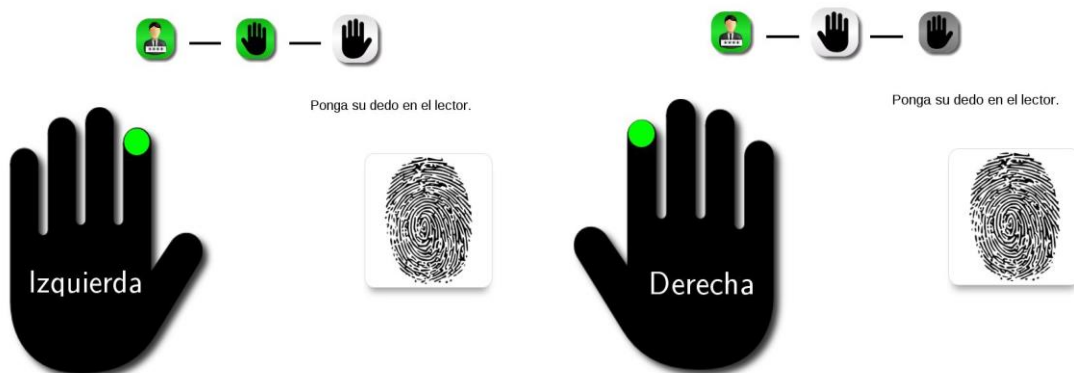 Ponga su dedo en el lector.
Izquierda
Ponga su dedo en el lector.
Derecha